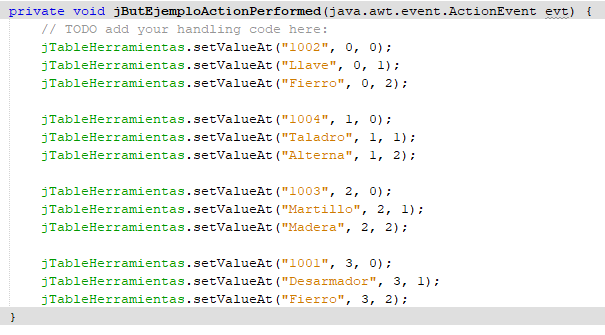 private void jButEjemploActionPerformed(java.awt.event.ActionEvent evt) {
// TODO add your handling code here:
jTableHerramientas.setValueAt("1002", 0, 0);
jTableHerramientas.setValueAt("Llave", 0, 1);
jTableHerramientas.setValueAt("Fierro", 0, 2);
jTableHerramientas.setValueAt("1004", 1, 0);
jTableHerramientas.setValueAt("Taladro", 1, 1);
jTableHerramientas.setValueAt("Alterna", 1, 2);
jTableHerramientas.setValueAt("1003", 2, 0);
jTableHerramientas.setValueAt("Martillo", 2, 1);
jTableHerramientas.setValueAt("Madera", 2, 2);
jTableHerramientas.setValueAt("1001", 3, 0);
jTableHerramientas.setValueAt("Desarmador", 3, 1);
jTableHerramientas.setValueAt("Fierro", 3, 2);
}